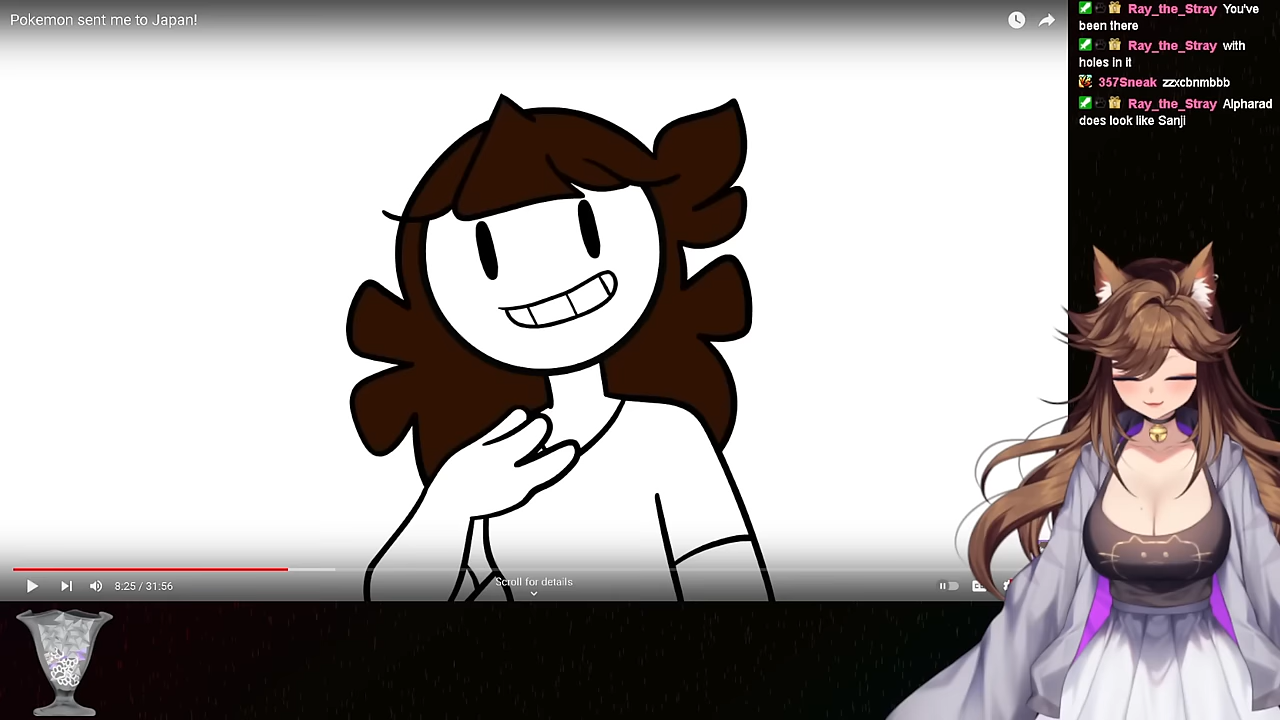 Pokemon sent me to Japan!
8:25 / 31:56
Scroll for details
Ray_the_Stray You've
been there
Ray_the_Stray with
holes in it
357Sneak zzxcbnmbbb
Ray_the_Stray Alpharad
does look like Sanji